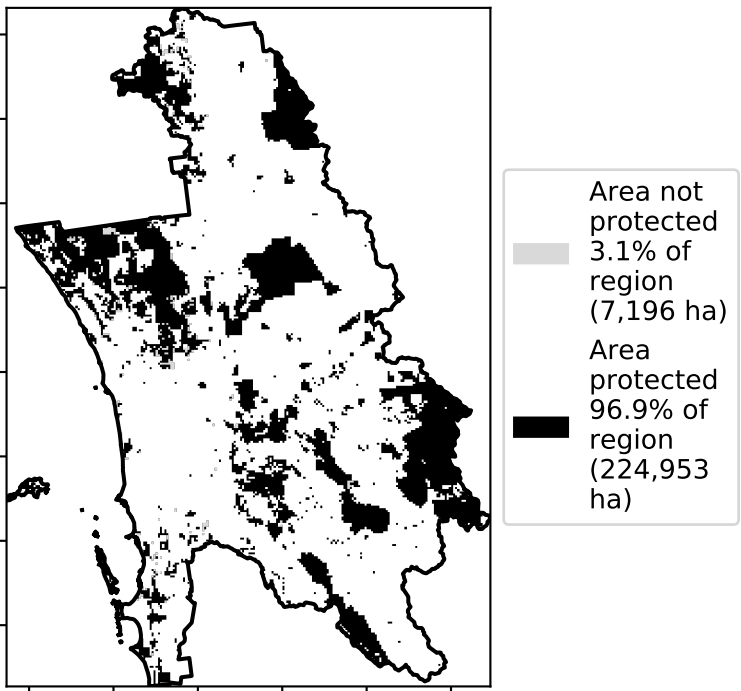 Area not
protected
3.1% of
region
(7,196 ha)
Area
protected
96.9% of
region
(224,953
ha)